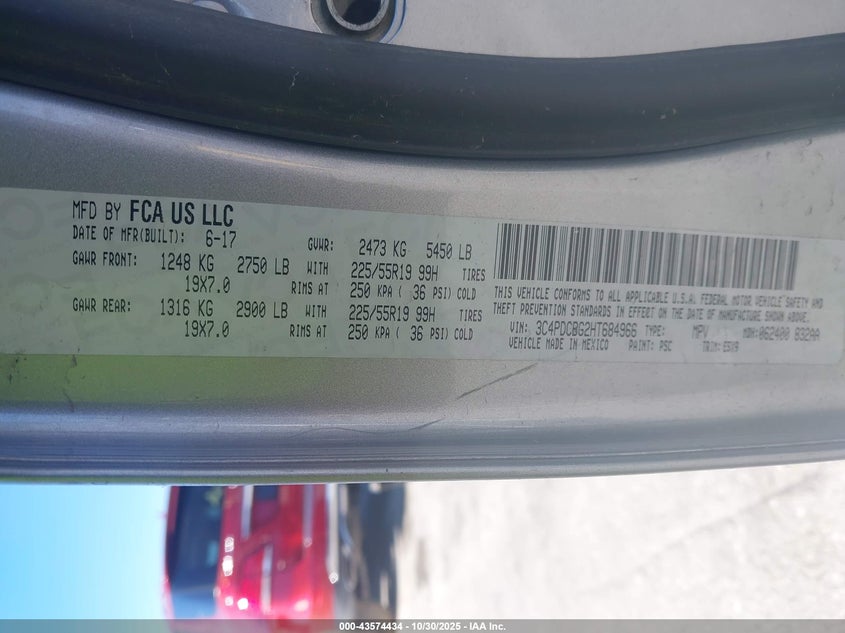 MFD BY FCA US LLC
DATE OF MFR(BUILT): 6-17 GVWR: 2473 KG 5450 LB
GAWR FRONT: 1248 KG 2750 LB WITH 225/55R19 99H TIRES
19X7.0 RIMS AT 250 KPA ( 36 PSI) COLD
GAWR REAR: 1316 KG 2900 LB WITH 225/55R19 99H TIRES
19X7.0 RIMS AT 250 KPA ( 36 PSI) COLD
THIS VEHICLE CONFORMS TO ALL APPLICABLE U.S.A. FEDERAL MOTOR VEHICLE SAFETY AND
THEFT PREVENTION STANDARDS IN EFFECT ON THE DATE OF MANUFACTURE SHOWN ABOVE.
VIN: 3C4PDCBG2HT684966 TYPE: MPV MDH: 062400 832AA
VEHICLE MADE IN MEXICO PAINT: PSC TRIM: E5X9
000-43574434 - 10/30/2025 - IAA Inc.